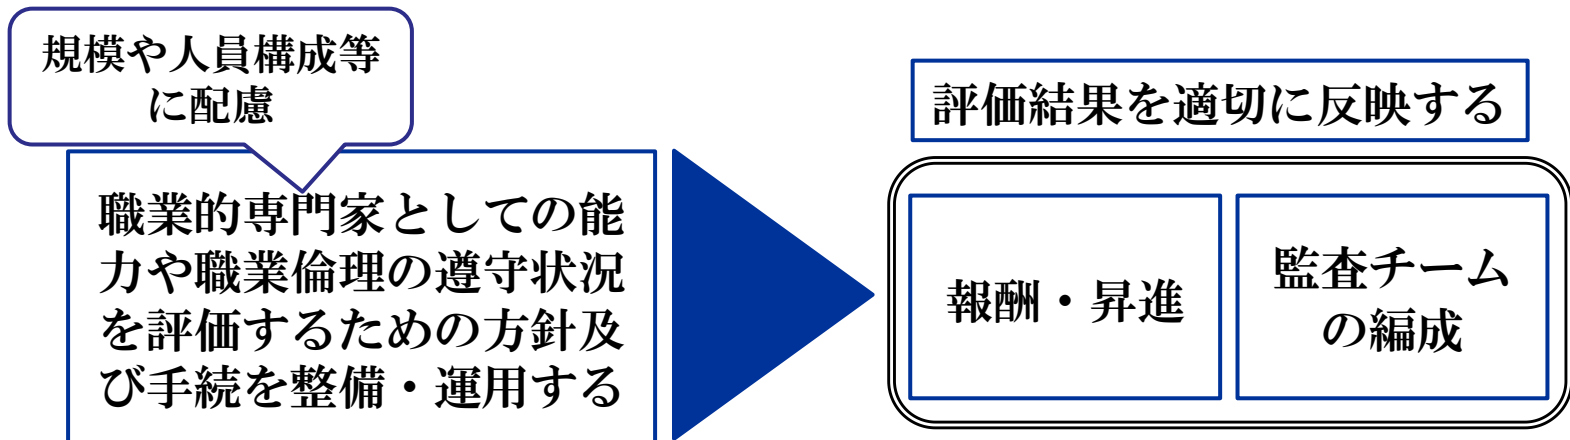 規模や人員構成等
に配慮
職業的専門家としての能
力や職業倫理の遵守状況
を評価するための方針及
び手続を整備・運用する
評価結果を適切に反映する
報酬・昇進
監査チーム
の編成